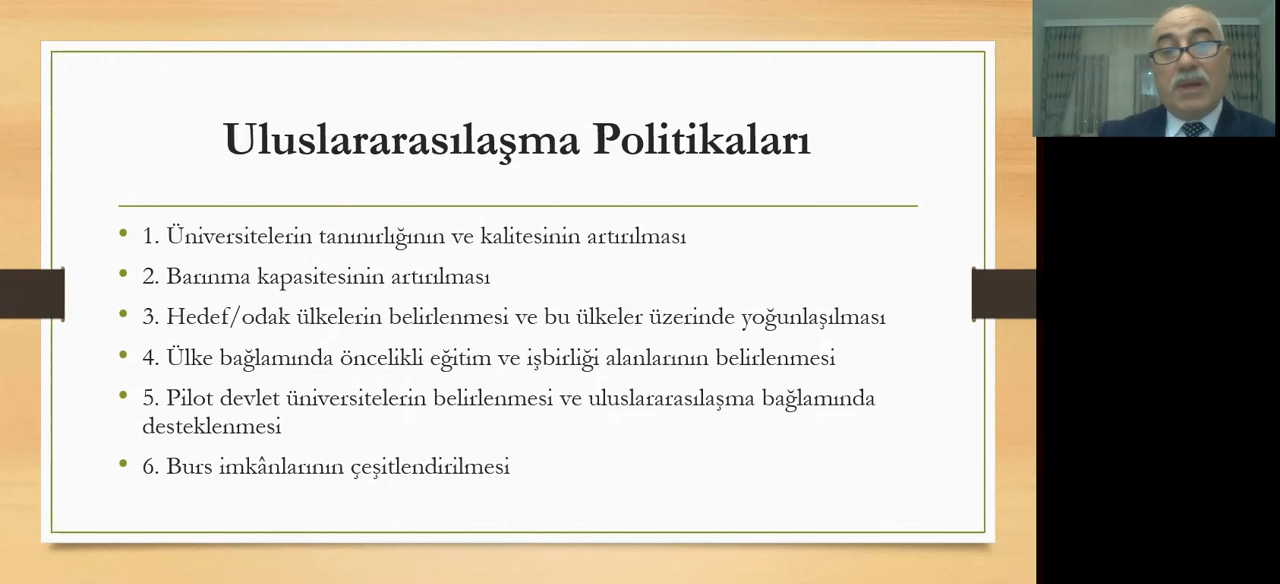 Uluslararasılaşma Politikaları
• 1. Üniversitelerin tanınırlığının ve kalitesinin artırılması
• 2. Barınma kapasitesinin artırılması
• 3. Hedef/odak ülkelerin belirlenmesi ve bu ülkeler üzerinde yoğunlaşılması
• 4. Ülke bağlamında öncelikli eğitim ve işbirliği alanlarının belirlenmesi
• 5. Pilot devlet üniversitelerin belirlenmesi ve uluslararasılaşma bağlamında
desteklenmesi
• 6. Burs imkânlarının çeşitlendirilmesi